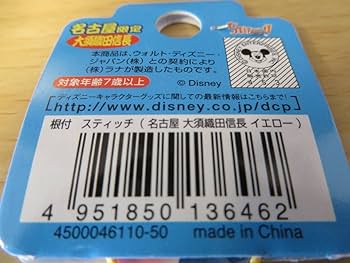 名古屋限定
大須織田信長
本商品は、ウォルト・ディズニー・
ジャパン(株)との契約により
(株)ラナが製造したものです。
対象年齢7歳以上
© Disney
ディズニーキャラクターグッズに関しての最新情報はこちらまで!
http://www.disney.co.jp/dcp
根付 スティッチ(名古屋 大須織田信長 イエロー)
4 951850 136462
4500046110-50 made in China